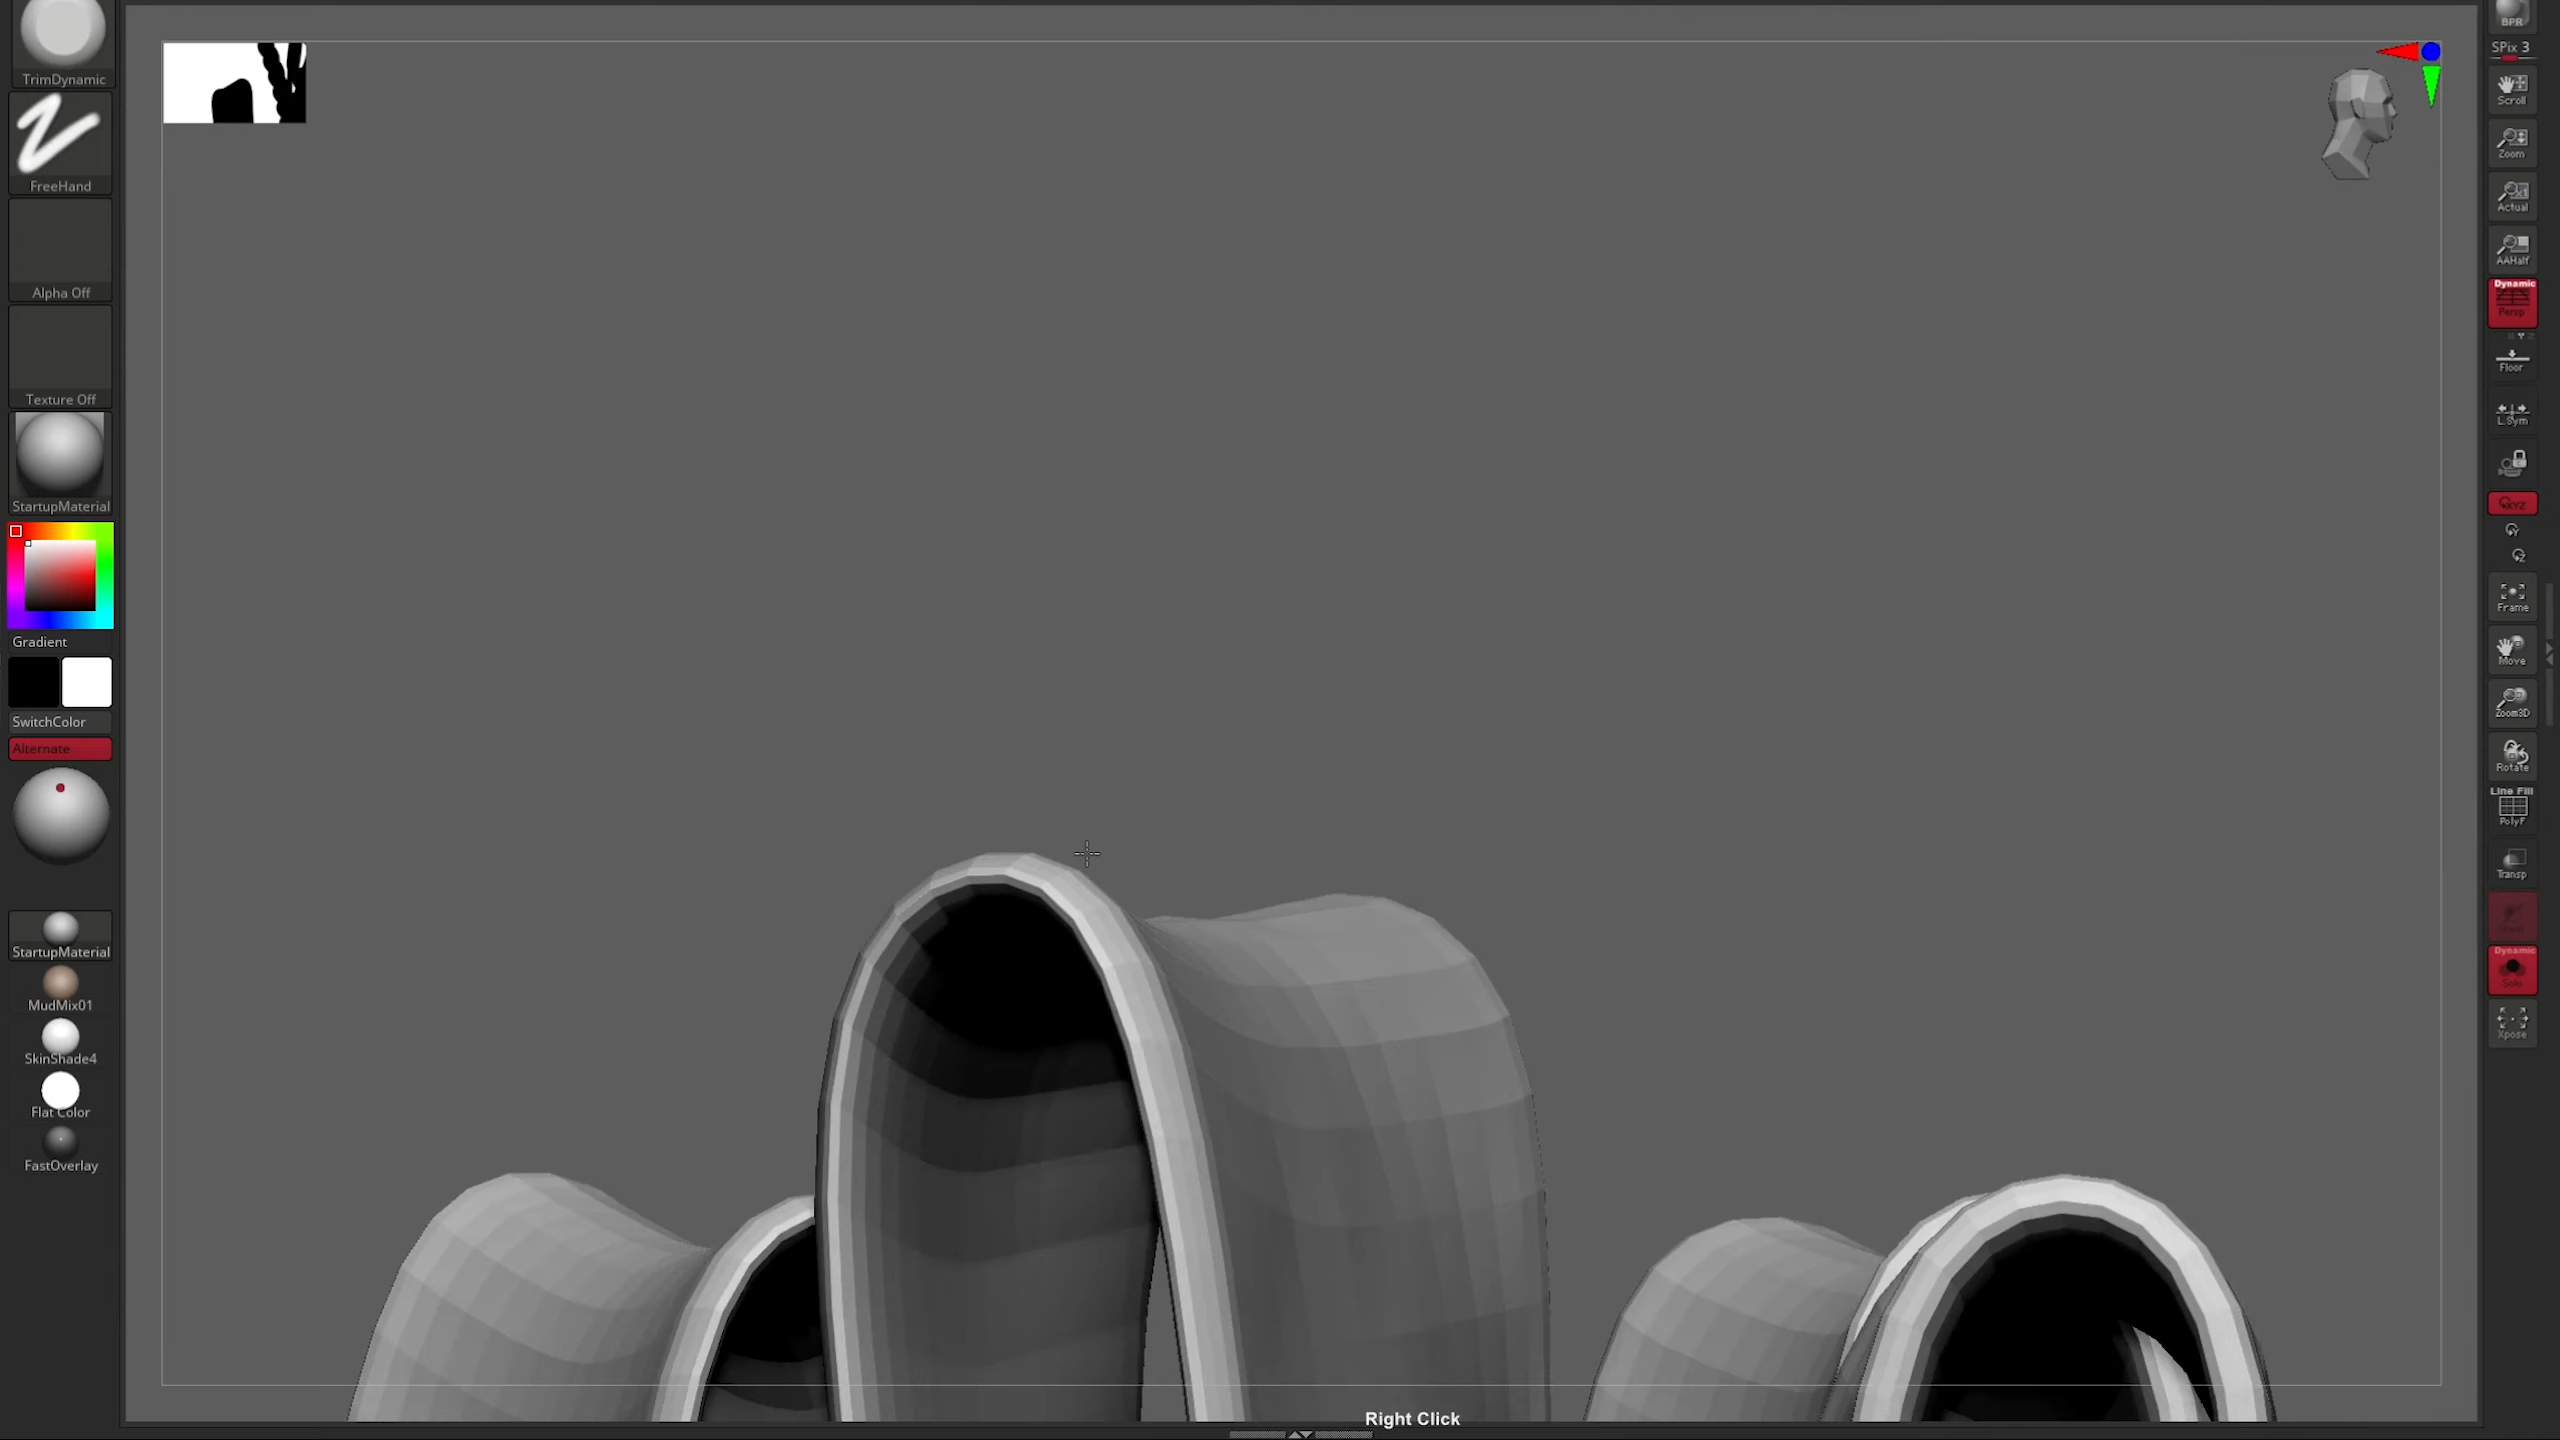 TrimDynamic
FreeHand
Alpha Off
Texture Off
StartupMaterial
Gradient
SwitchColor
Alternate
StartupMaterial
MudMix01
SkinShade4
Flat Color
FastOverlay
BPR
SPix 3
Scroll
Zoom
Actual
AAHalf
Dynamic
Persp
Floor
L.Sym
XYZ
Frame
Move
Zoom3D
Rotate
Line Fill
PolyF
Transp
Dynamic
Solo
Xpose
Right Click